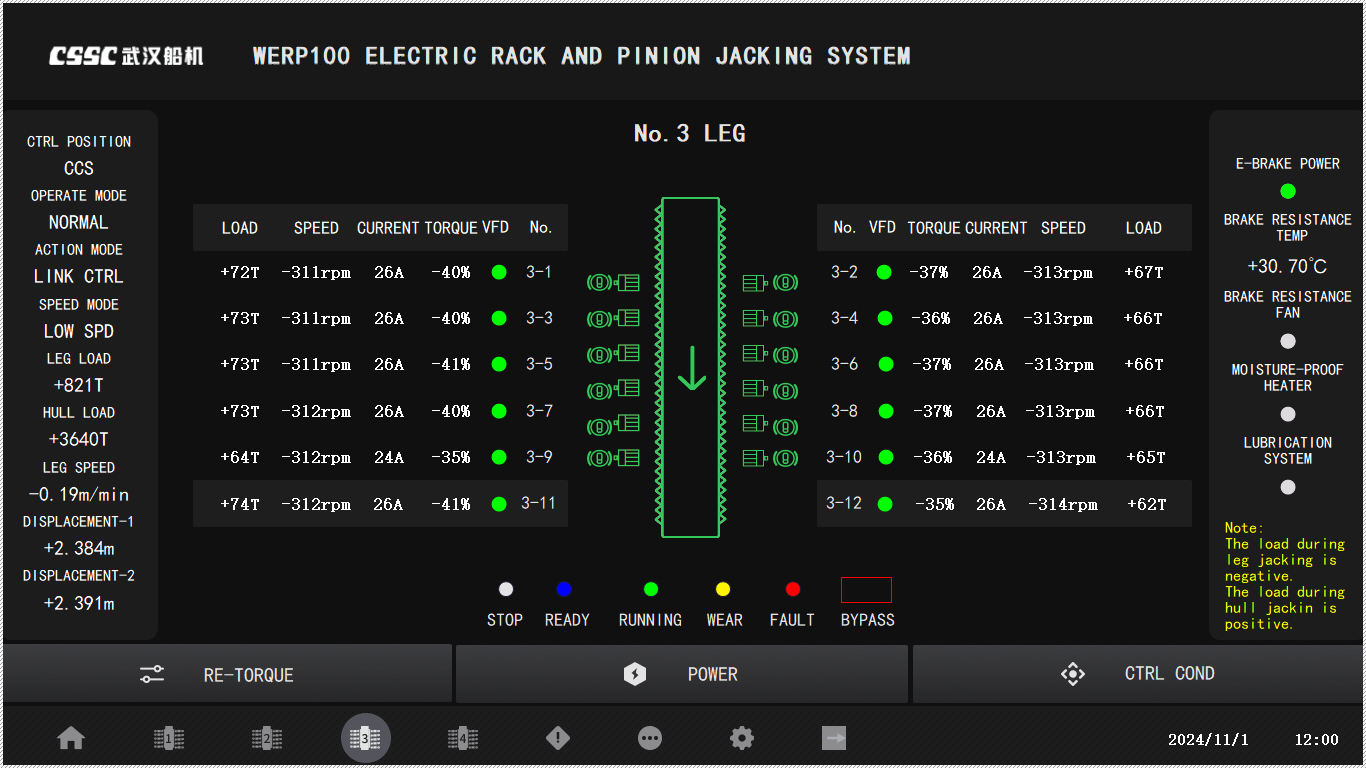 CSSC 武汉船机
WERP100 ELECTRIC RACK AND PINION JACKING SYSTEM
CTRL POSITION
CCS
OPERATE MODE
NORMAL
ACTION MODE
LINK CTRL
SPEED MODE
LOW SPD
LEG LOAD
+821T
HULL LOAD
+3640T
LEG SPEED
-0.19m/min
DISPLACEMENT-1
+2.384m
DISPLACEMENT-2
+2.391m
No.3 LEG
LOAD SPEED CURRENT TORQUE VFD No.
+72T -311rpm 26A -40% 3-1
+73T -311rpm 26A -40% 3-3
+73T -311rpm 26A -41% 3-5
+73T -312rpm 26A -40% 3-7
+64T -312rpm 24A -35% 3-9
+74T -312rpm 26A -41% 3-11
No. VFD TORQUE CURRENT SPEED LOAD
3-2 -37% 26A -313rpm +67T
3-4 -36% 26A -313rpm +66T
3-6 -37% 26A -313rpm +66T
3-8 -37% 26A -313rpm +66T
3-10 -36% 24A -313rpm +65T
3-12 -35% 26A -314rpm +62T
STOP READY RUNNING WEAR FAULT BYPASS
E-BRAKE POWER
BRAKE RESISTANCE
TEMP
+30.70℃
BRAKE RESISTANCE
FAN
MOISTURE-PROOF
HEATER
LUBRICATION
SYSTEM
Note:
The load during
leg jacking is
negative.
The load during
hull jackin is
positive.
RE-TORQUE POWER CTRL COND
1 2 3 4
2024/11/1 12:00